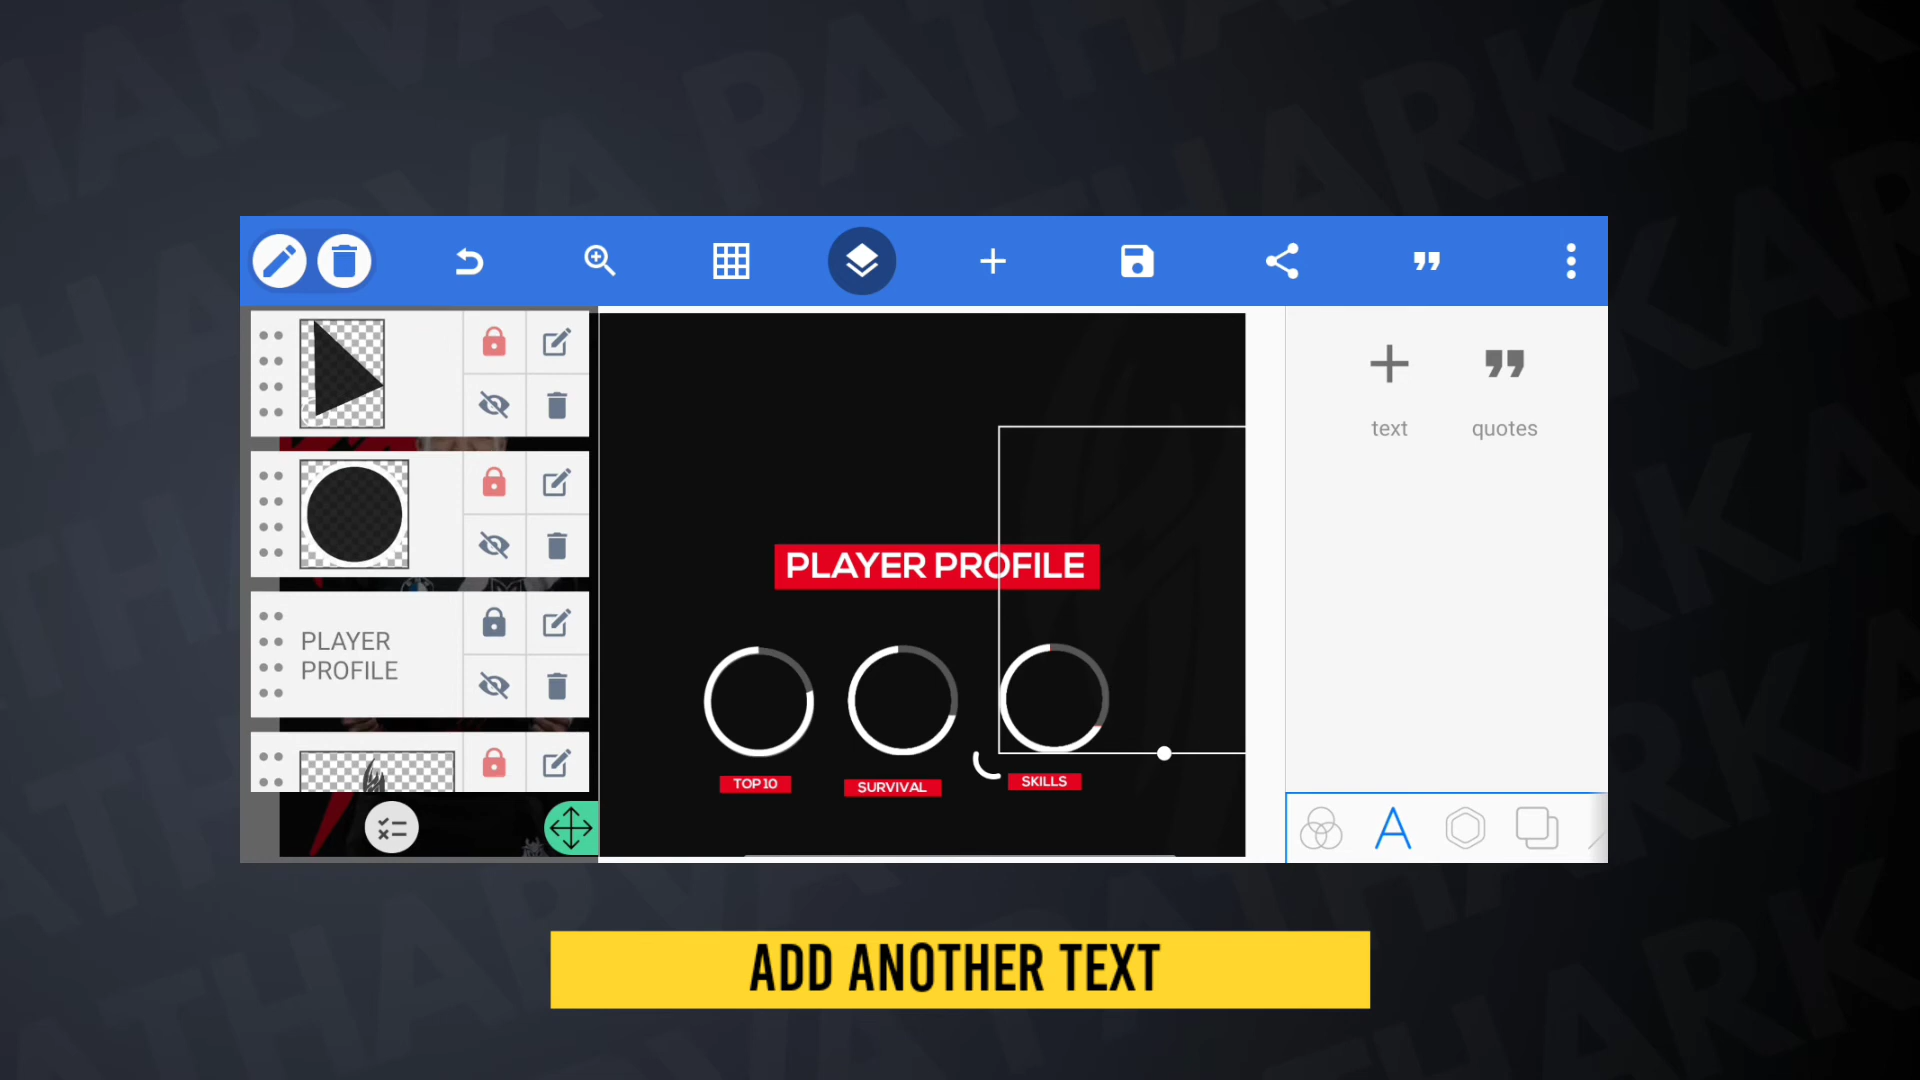 PLAYER
PROFILE
PLAYER PROFILE
TOP 10
SURVIVAL
SKILLS
text
quotes
ADD ANOTHER TEXT